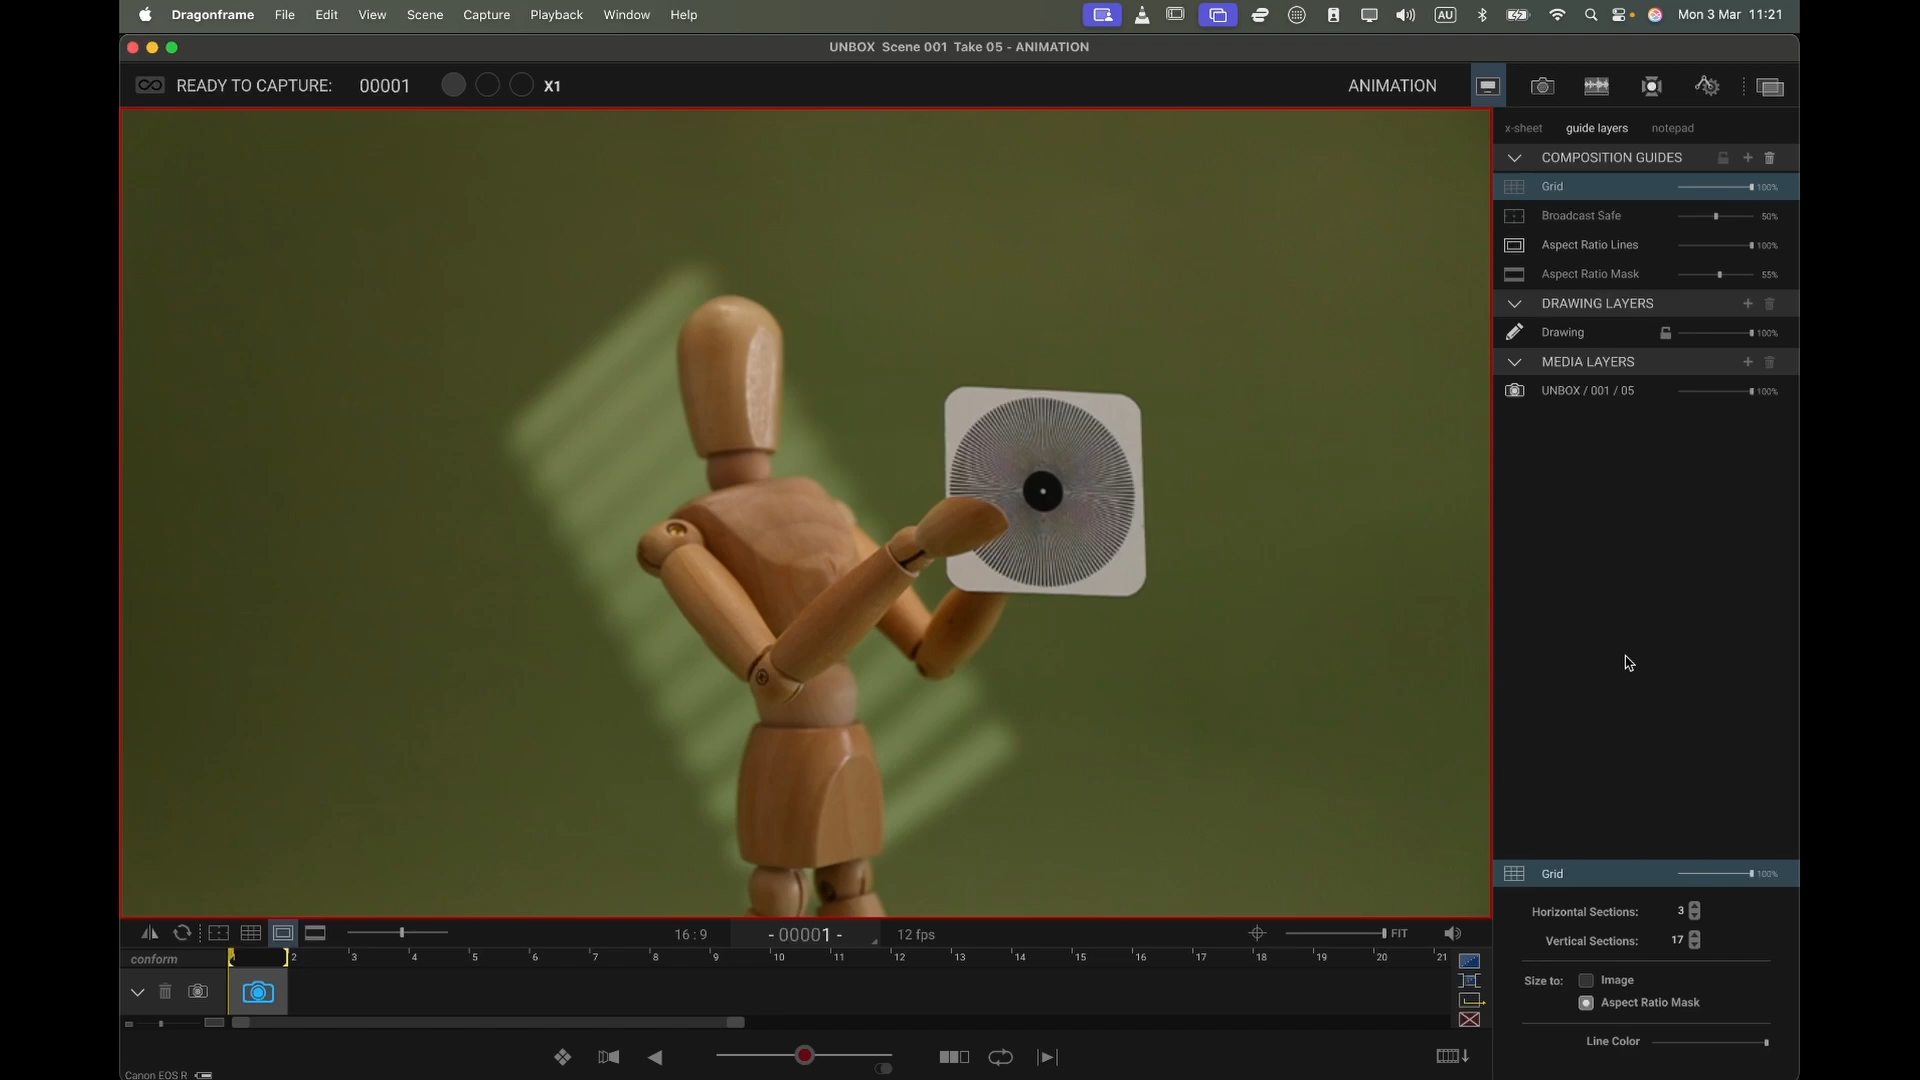 Dragonframe File Edit View Scene Capture Playback Window Help AU Mon 3 Mar 11:21
UNBOX Scene 001 Take 05 - ANIMATION
READY TO CAPTURE: 00001 X1 ANIMATION
x-sheet guide layers notepad
COMPOSITION GUIDES
Grid 100%
Broadcast Safe 50%
Aspect Ratio Lines 100%
Aspect Ratio Mask 55%
DRAWING LAYERS
Drawing 100%
MEDIA LAYERS
UNBOX / 001 / 05 100%
Grid 100%
Horizontal Sections: 3
Vertical Sections: 17
Size to: Image
Aspect Ratio Mask
Line Color
16 : 9 - 00001 - 12 fps FIT
conform 1 2 3 4 5 6 7 8 9 10 11 12 13 14 15 16 17 18 19 20 21
Canon EOS R